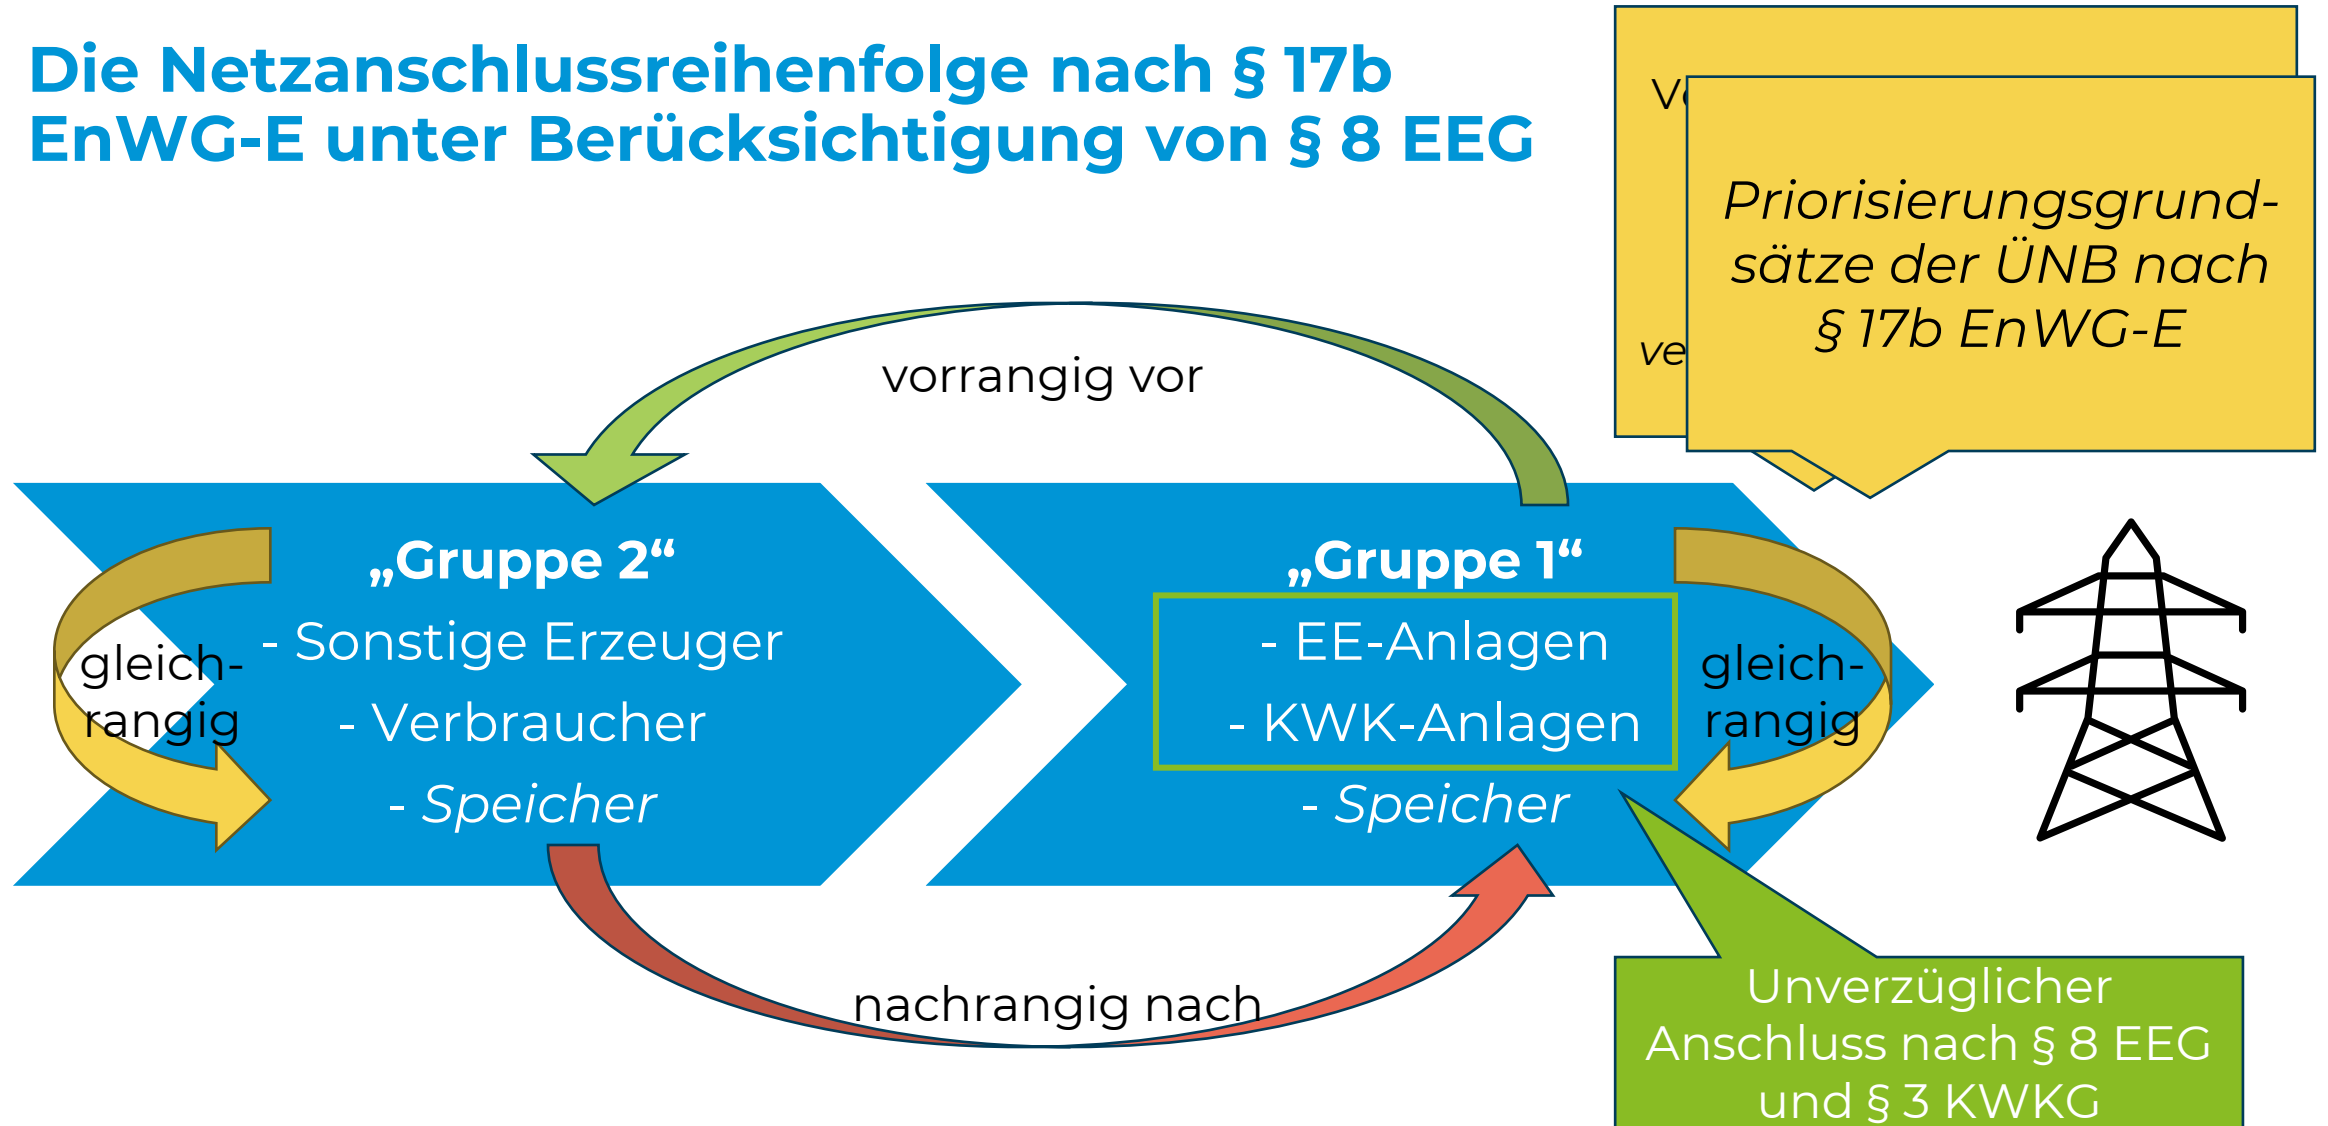 Die Netzanschlussreihenfolge nach § 17b
EnWG-E unter Berücksichtigung von § 8 EEG
Priorisierungsgrund-
sätze der ÜNB nach
§ 17b EnWG-E
vorrangig vor
„Gruppe 2“
- Sonstige Erzeuger
- Verbraucher
- Speicher
gleich-
rangig
„Gruppe 1“
- EE-Anlagen
- KWK-Anlagen
- Speicher
gleich-
rangig
nachrangig nach
Unverzüglicher
Anschluss nach § 8 EEG
und § 3 KWKG